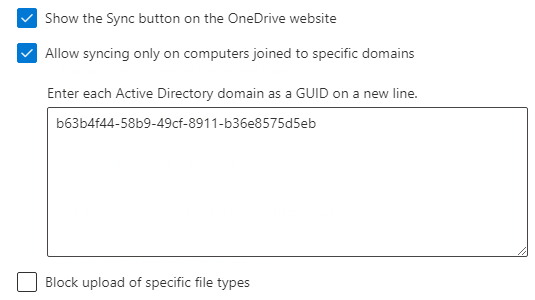 Show the Sync button on the OneDrive website
Allow syncing only on computers joined to specific domains
Enter each Active Directory domain as a GUID on a new line.
b63b4f44-58b9-49cf-8911-b36e8575d5eb
Block upload of specific file types